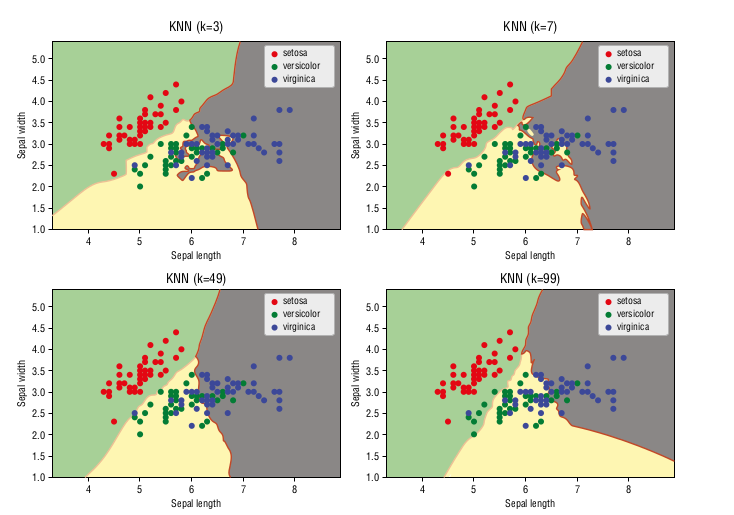 KNN (k=3)
5.0
4.5
4.0
3.5
3.0
2.5
2.0
1.5
1.0
Sepal width
setosa
versicolor
virginica
4 5 6 7 8
Sepal length
KNN (k=7)
5.0
4.5
4.0
3.5
3.0
2.5
2.0
1.5
1.0
Sepal width
setosa
versicolor
virginica
4 5 6 7 8
Sepal length
KNN (k=49)
5.0
4.5
4.0
3.5
3.0
2.5
2.0
1.5
1.0
Sepal width
setosa
versicolor
virginica
4 5 6 7 8
Sepal length
KNN (k=99)
5.0
4.5
4.0
3.5
3.0
2.5
2.0
1.5
1.0
Sepal width
setosa
versicolor
virginica
4 5 6 7 8
Sepal length